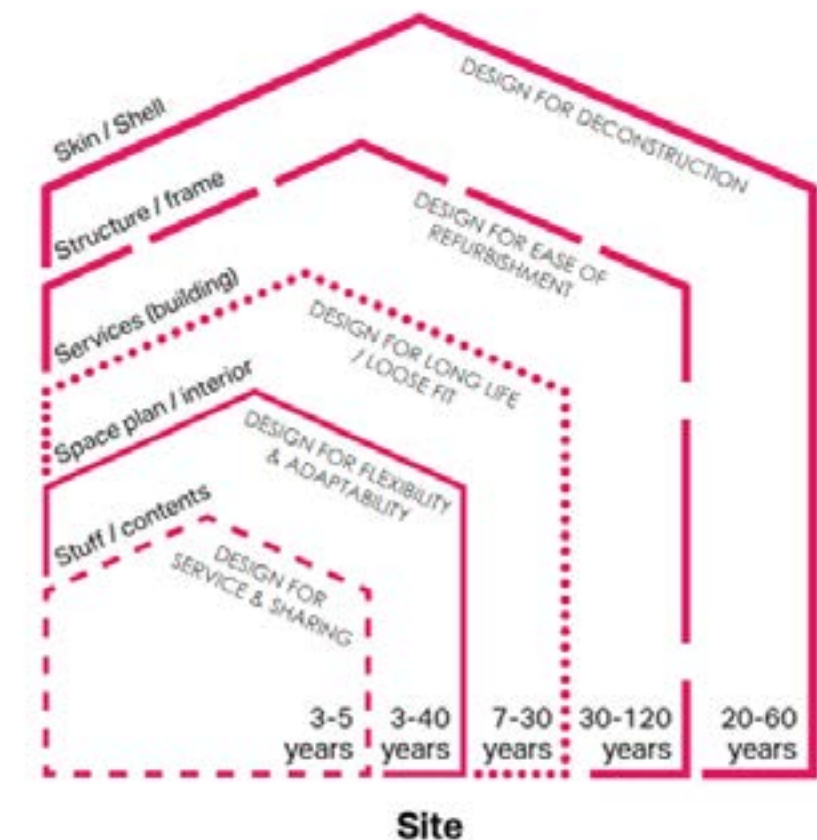 Skin / Shell
DESIGN FOR DECONSTRUCTION
Structure / frame
DESIGN FOR EASE OF
REFURBISHMENT
Services (building)
DESIGN FOR LONG LIFE
/ LOOSE FIT
Space plan / interior
DESIGN FOR FLEXIBILITY
& ADAPTABILITY
Stuff / contents
DESIGN FOR
SERVICE & SHARING
3-5
years
3-40
years
7-30
years
30-120
years
20-60
years
Site